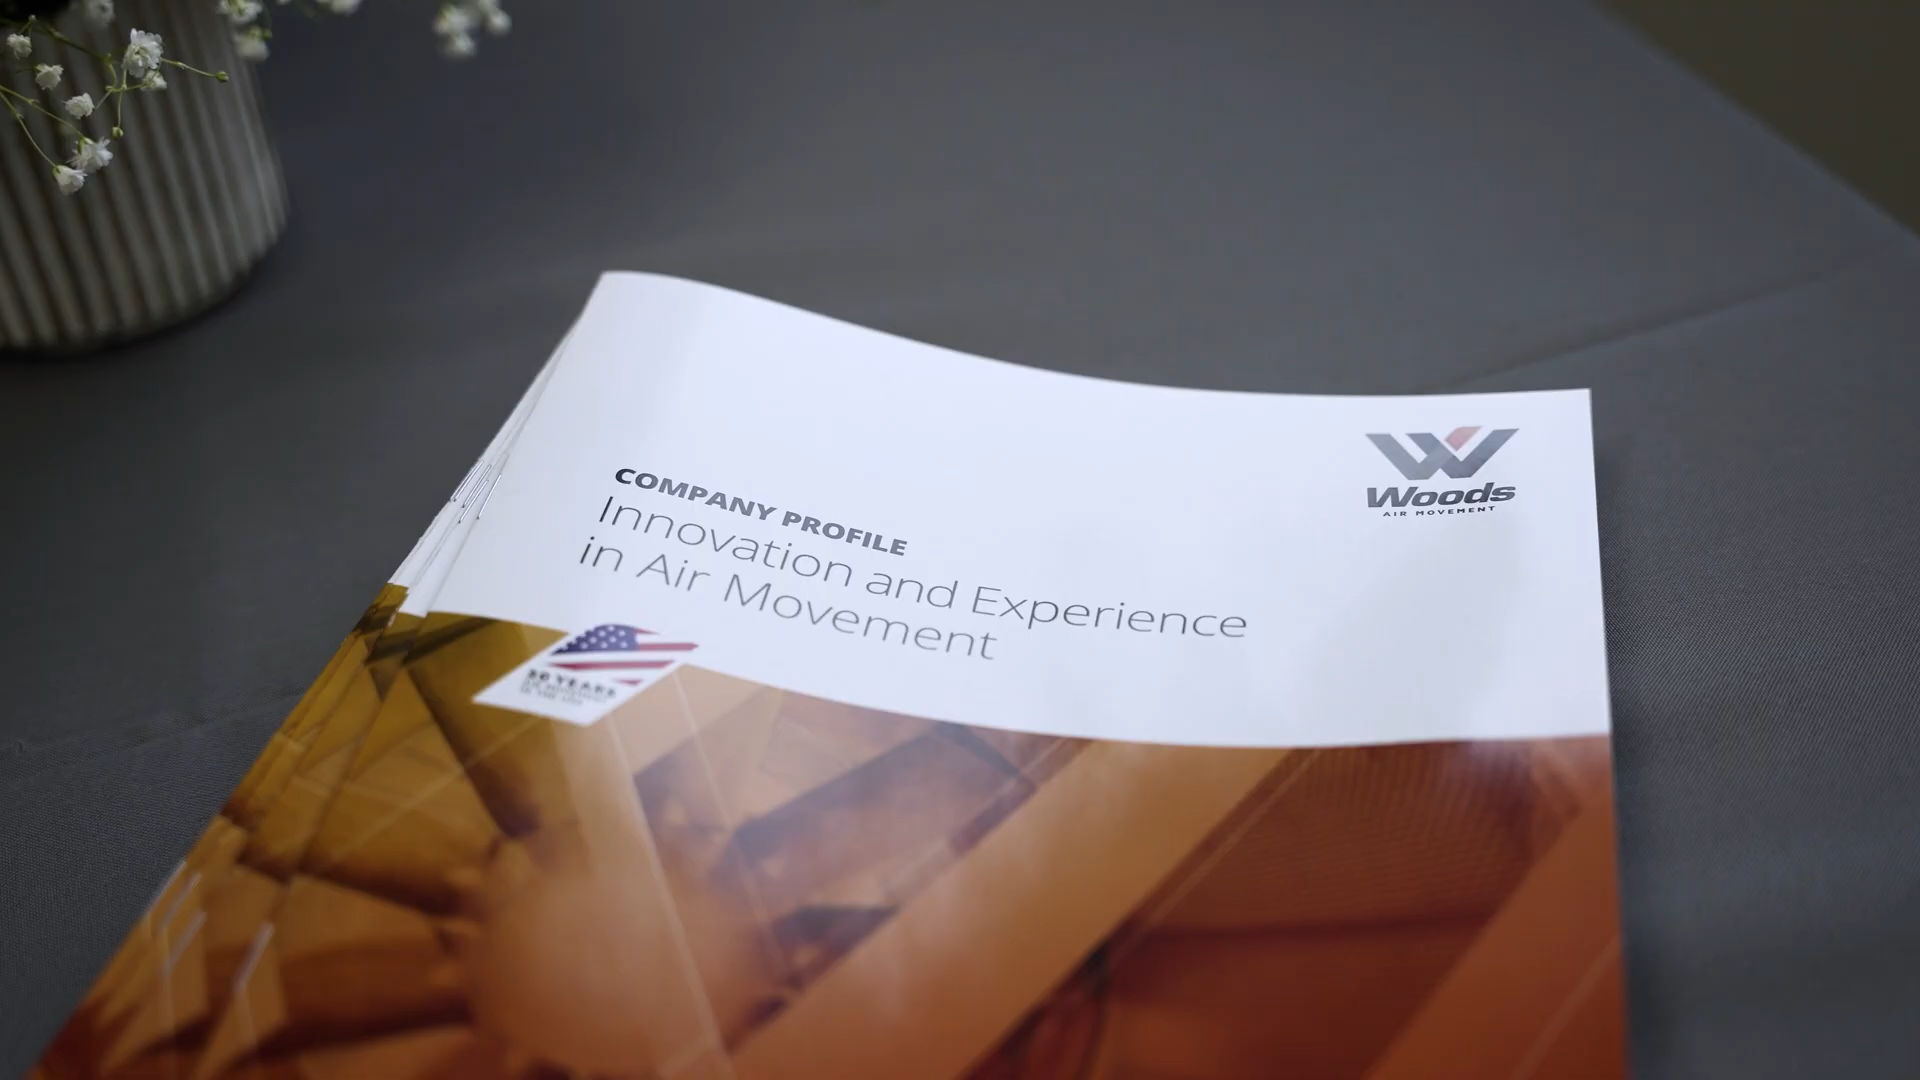 COMPANY PROFILE
Innovation and Experience
in Air Movement
Woods
AIR MOVEMENT
YEARS